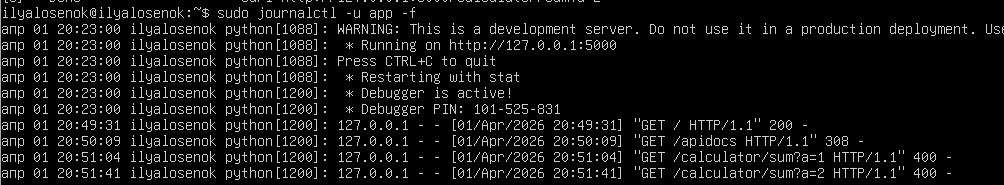 ilyalosenok@ilyalosenok:~$ sudo journalctl -u app -f
апр 01 20:23:00 ilyalosenok python[1088]: WARNING: This is a development server. Do not use it in a production deployment. Use
апр 01 20:23:00 ilyalosenok python[1088]:  * Running on http://127.0.0.1:5000
апр 01 20:23:00 ilyalosenok python[1088]: Press CTRL+C to quit
апр 01 20:23:00 ilyalosenok python[1088]:  * Restarting with stat
апр 01 20:23:00 ilyalosenok python[1200]:  * Debugger is active!
апр 01 20:23:00 ilyalosenok python[1200]:  * Debugger PIN: 101-525-831
апр 01 20:49:31 ilyalosenok python[1200]: 127.0.0.1 - - [01/Apr/2026 20:49:31] "GET / HTTP/1.1" 200 -
апр 01 20:50:09 ilyalosenok python[1200]: 127.0.0.1 - - [01/Apr/2026 20:50:09] "GET /apidocs HTTP/1.1" 308 -
апр 01 20:51:04 ilyalosenok python[1200]: 127.0.0.1 - - [01/Apr/2026 20:51:04] "GET /calculator/sum?a=1 HTTP/1.1" 400 -
апр 01 20:51:41 ilyalosenok python[1200]: 127.0.0.1 - - [01/Apr/2026 20:51:41] "GET /calculator/sum?a=2 HTTP/1.1" 400 -